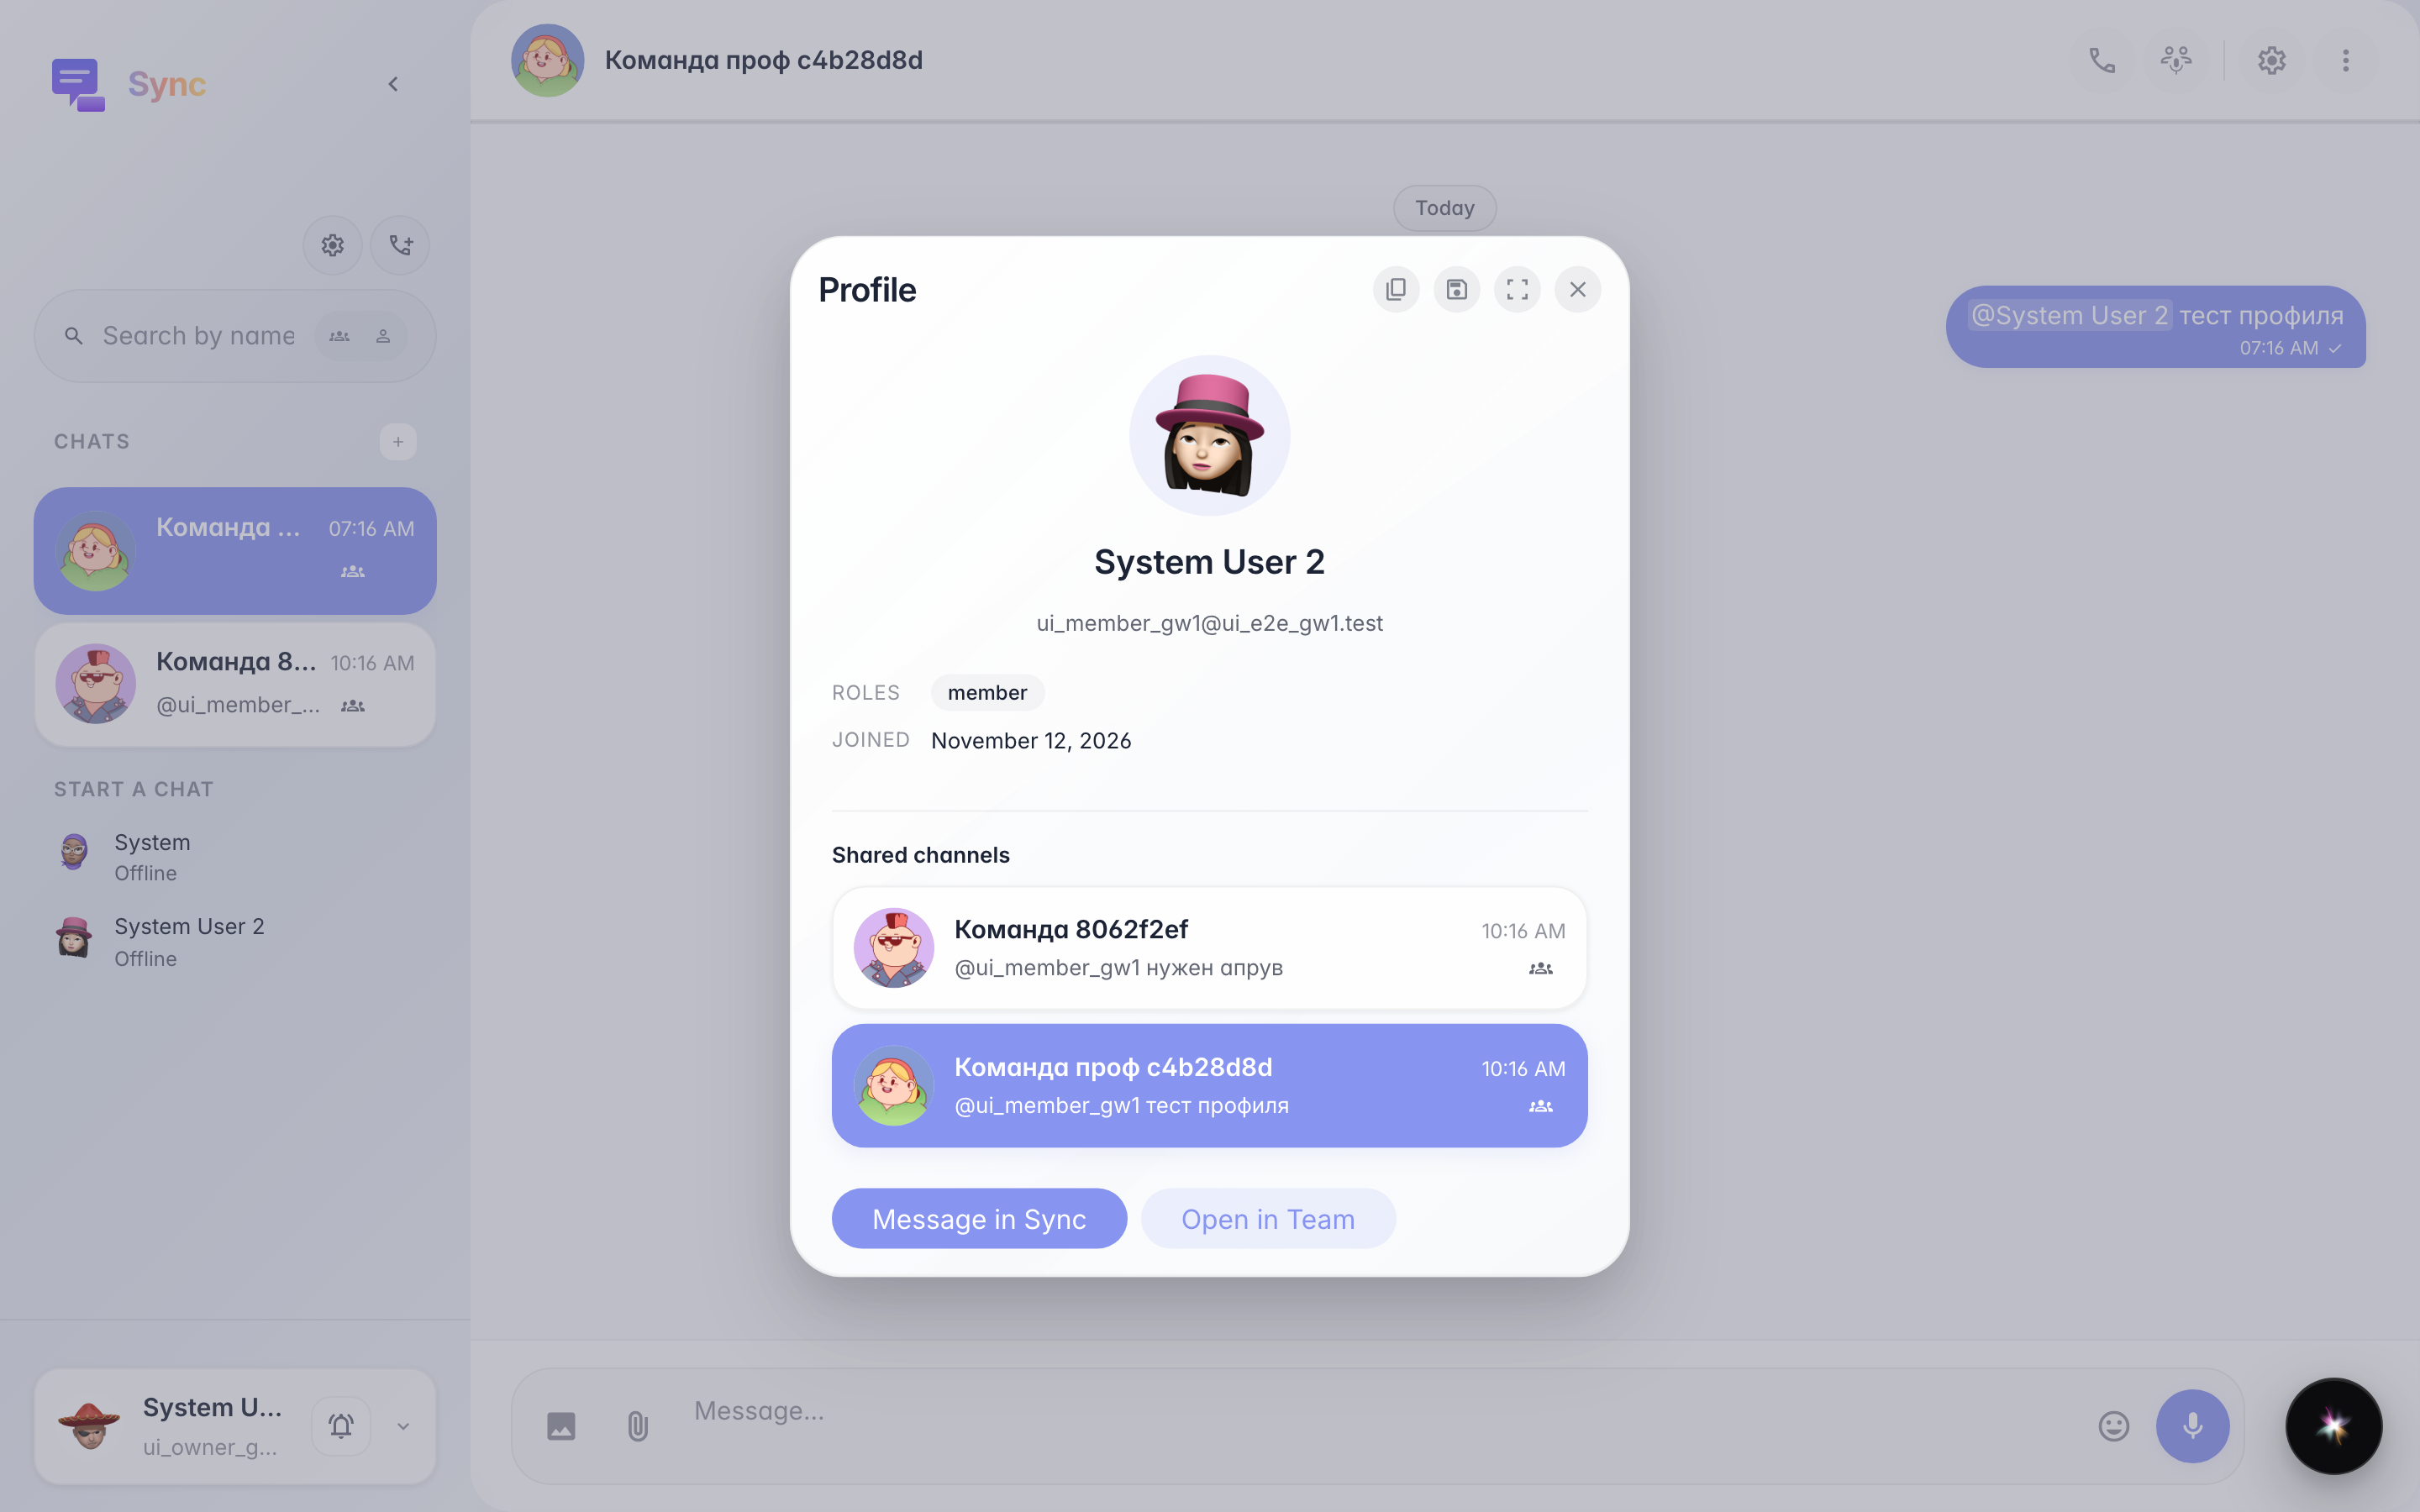 Sync
Search by name
CHATS
Команда ...
07:16 AM
Команда 8...
10:16 AM
@ui_member_...
START A CHAT
System
Offline
System User 2
Offline
System U...
ui_owner_g...
Команда проф c4b28d8d
Today
@System User 2 тест профиля
07:16 AM
Message...
Profile
System User 2
ui_member_gw1@ui_e2e_gw1.test
ROLES
member
JOINED
November 12, 2026
Shared channels
Команда 8062f2ef
10:16 AM
@ui_member_gw1 нужен апрув
Команда проф c4b28d8d
10:16 AM
@ui_member_gw1 тест профиля
Message in Sync
Open in Team